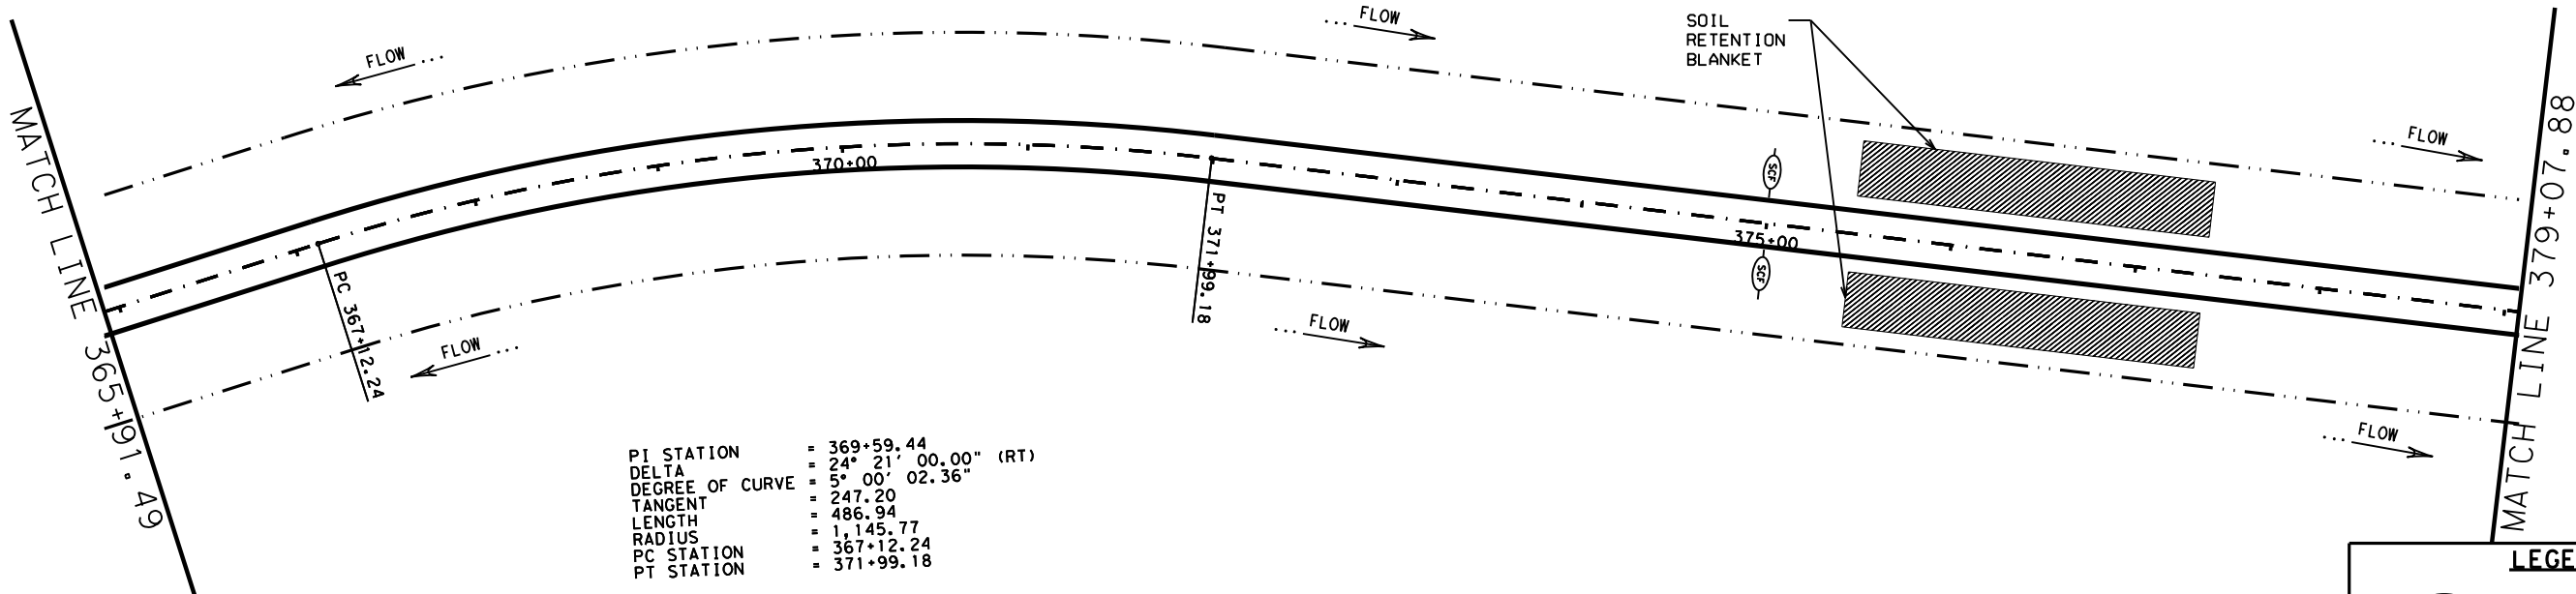 FLOW ...
... FLOW
SOIL
RETENTION
BLANKET
... FLOW
MATCH LINE 365+91.49
370+00
PC 367+12.24
PT 371+99.18
SCF
375+00
SCF
MATCH LINE 379+07.88
FLOW ...
... FLOW
... FLOW
PI STATION = 369+59.44
DELTA = 24° 21' 00.00" (RT)
DEGREE OF CURVE = 5° 00' 02.36"
TANGENT = 247.20
LENGTH = 486.94
RADIUS = 1,145.77
PC STATION = 367+12.24
PT STATION = 371+99.18
LEGE